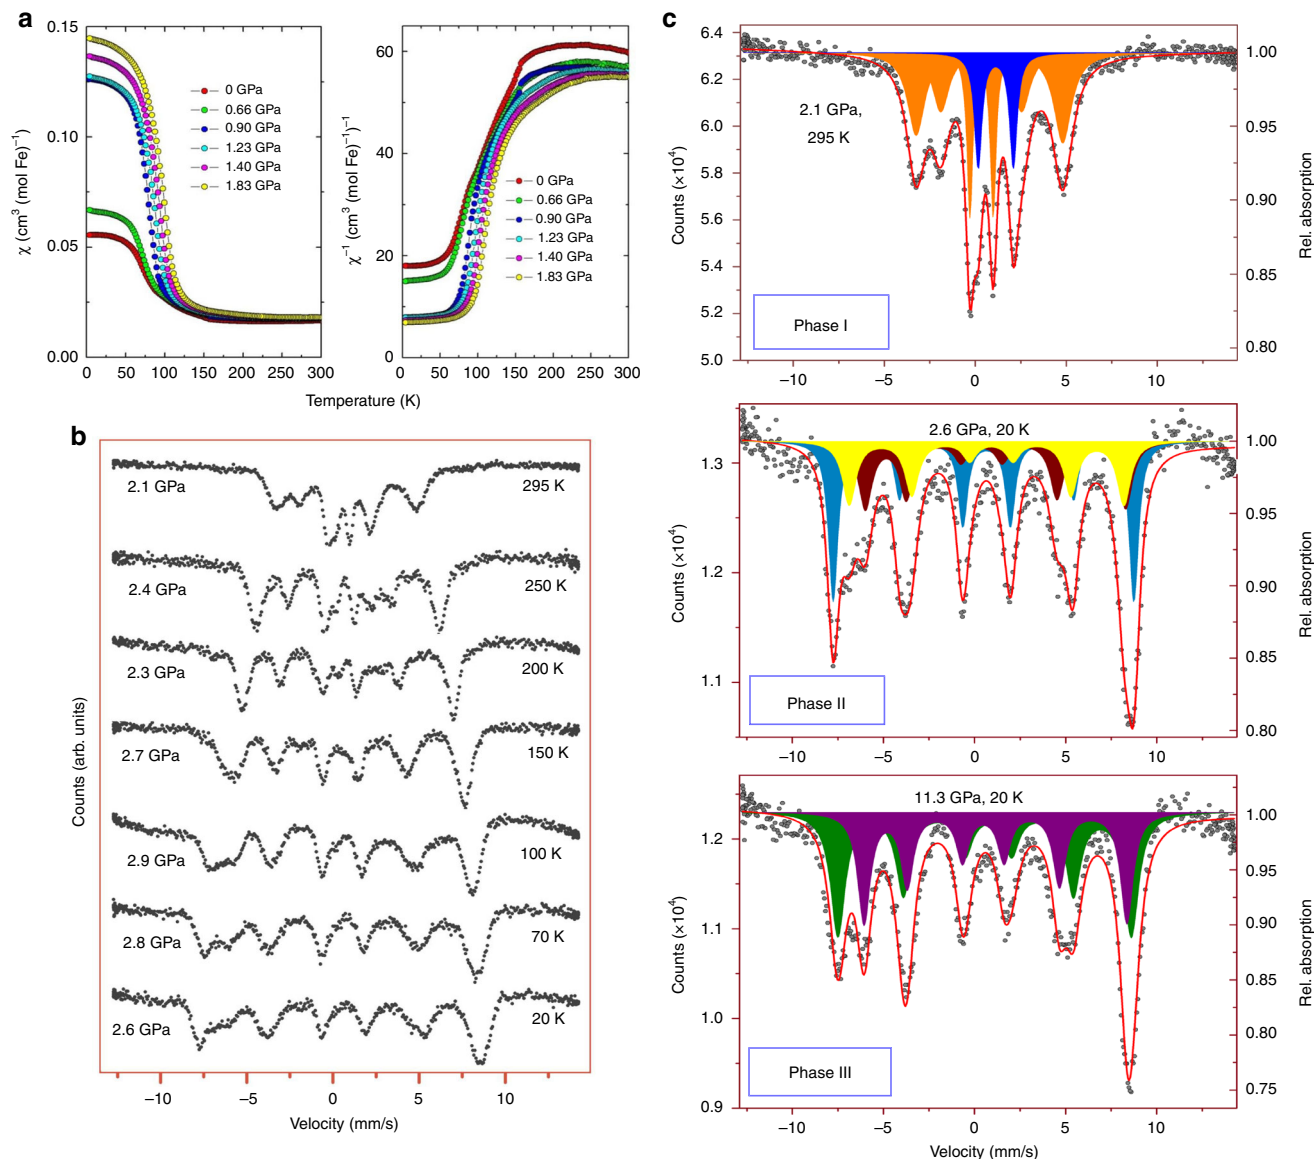 a
0.15
0.10
0.05
0.00
χ (cm³ (mol Fe)⁻¹)
0 GPa
0.66 GPa
0.90 GPa
1.23 GPa
1.40 GPa
1.83 GPa
0 50 100 150 200 250 300
60
40
20
0
χ⁻¹ (cm³ (mol Fe)⁻¹)⁻¹
0 GPa
0.66 GPa
0.90 GPa
1.23 GPa
1.40 GPa
1.83 GPa
0 50 100 150 200 250 300
Temperature (K)
b
2.1 GPa 295 K
2.4 GPa 250 K
2.3 GPa 200 K
2.7 GPa 150 K
2.9 GPa 100 K
2.8 GPa 70 K
2.6 GPa 20 K
Counts (arb. units)
−10 −5 0 5 10
Velocity (mm/s)
c
6.4
6.2
6.0
5.8
5.6
5.4
5.2
5.0
Counts (×10⁴)
2.1 GPa,
295 K
Phase I
1.00
0.95
0.90
0.85
0.80
Rel. absorption
−10 −5 0 5 10
1.3
1.2
1.1
Counts (×10⁴)
2.6 GPa, 20 K
Phase II
1.00
0.95
0.90
0.85
0.80
Rel. absorption
−10 −5 0 5 10
1.2
1.1
1.0
0.9
Counts (×10⁴)
11.3 GPa, 20 K
Phase III
1.00
0.95
0.90
0.85
0.80
0.75
Rel. absorption
−10 −5 0 5 10
Velocity (mm/s)